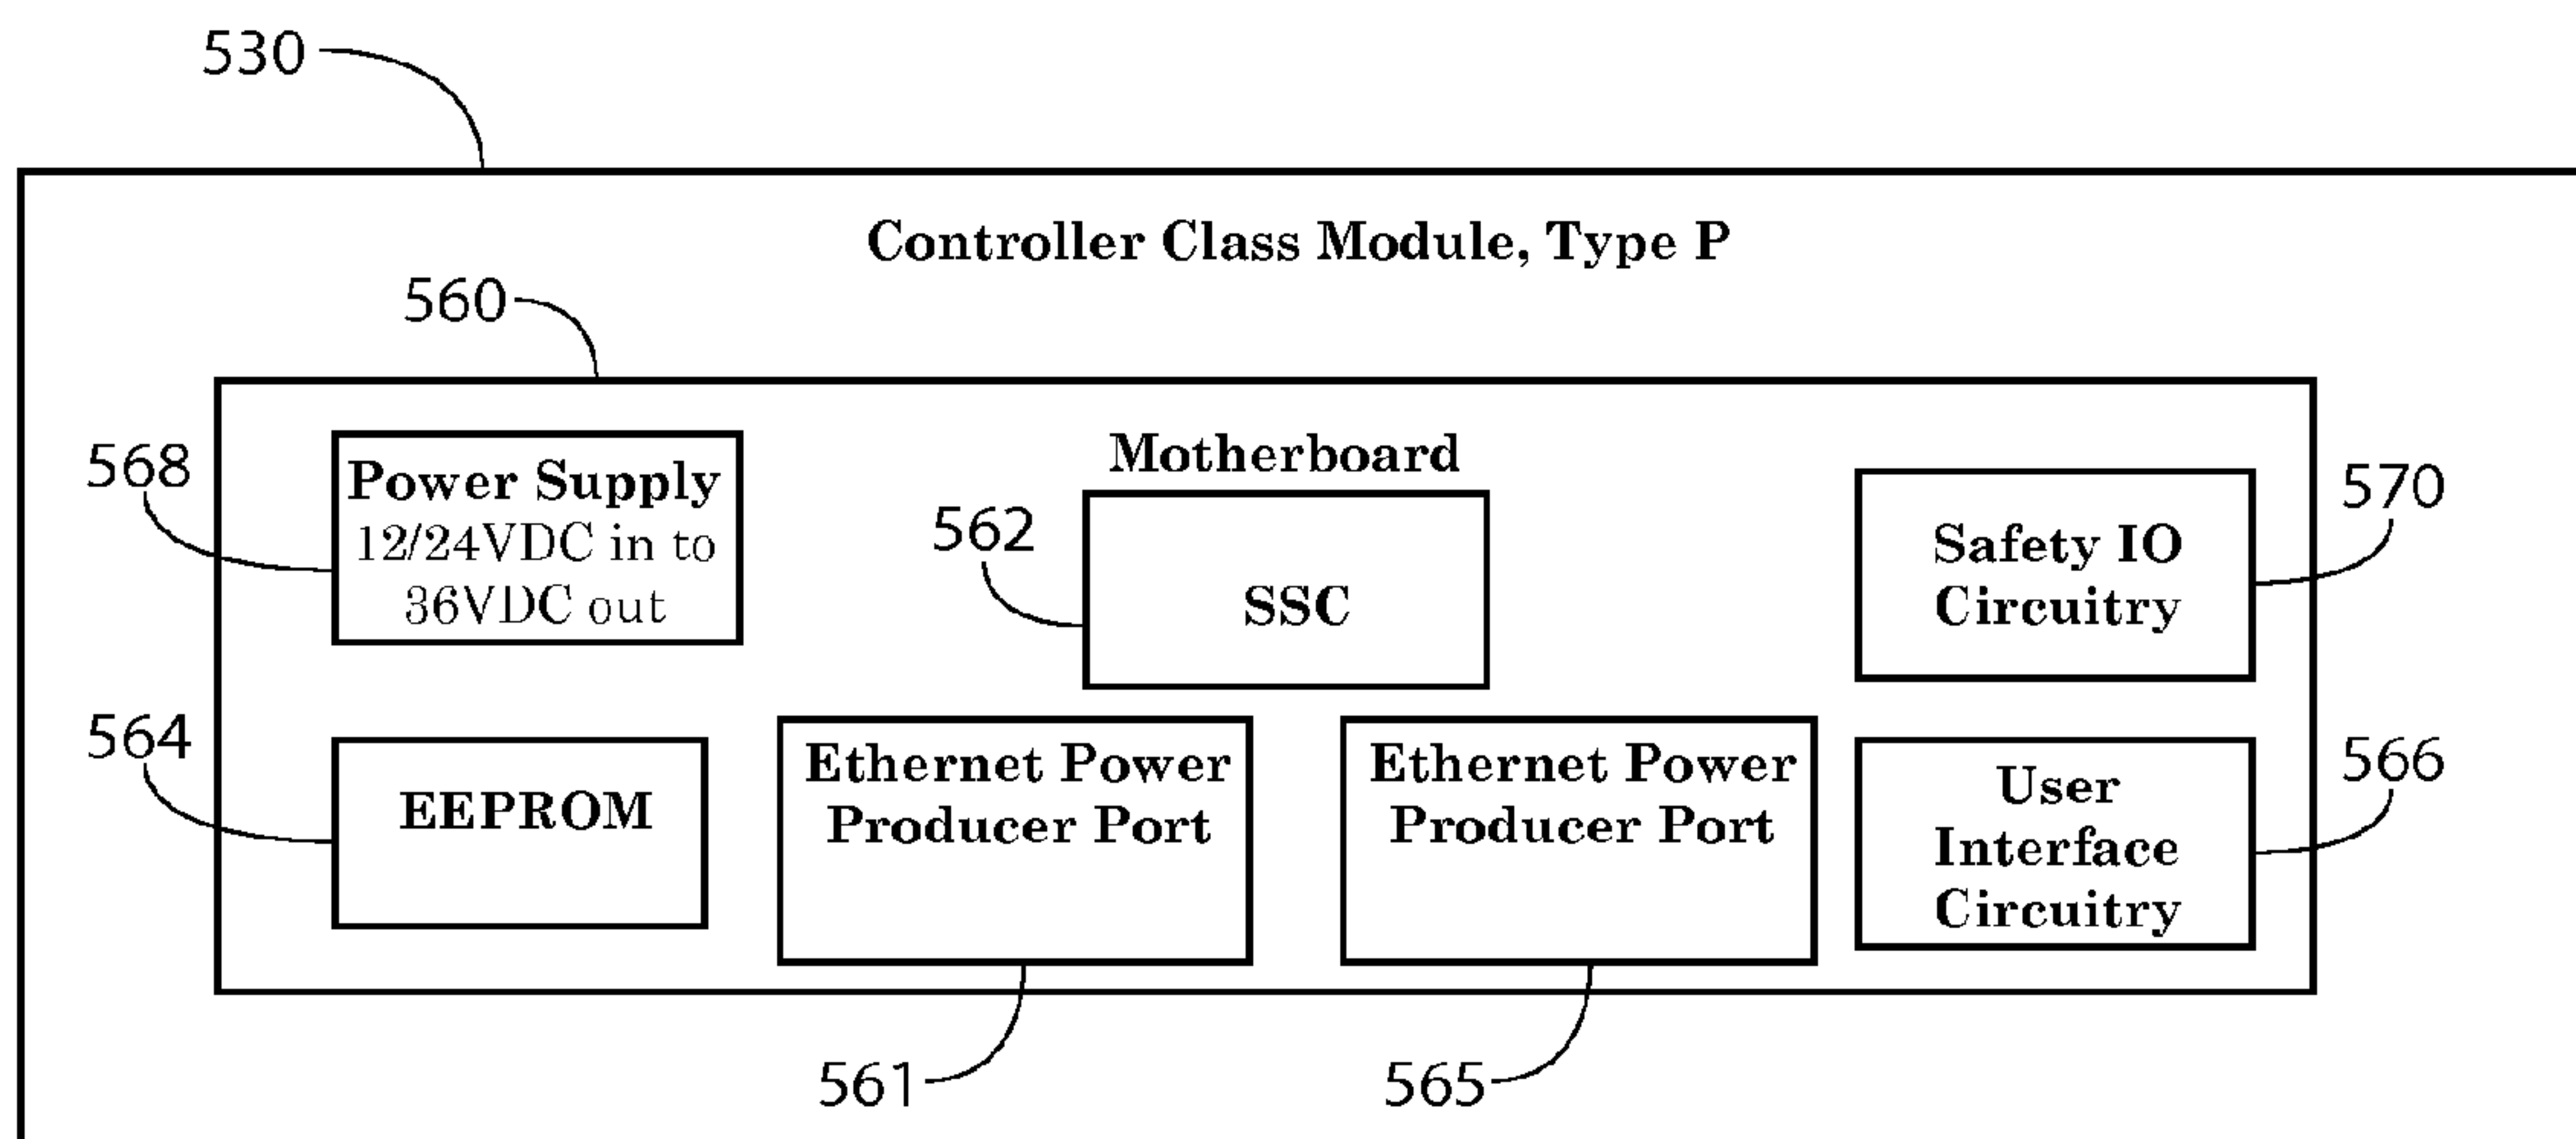 530
Controller Class Module, Type P
560
568
Power Supply
12/24VDC in to
36VDC out
Motherboard
562
SSC
Safety IO
Circuitry
570
564
EEPROM
Ethernet Power
Producer Port
Ethernet Power
Producer Port
User
Interface
Circuitry
566
561
565